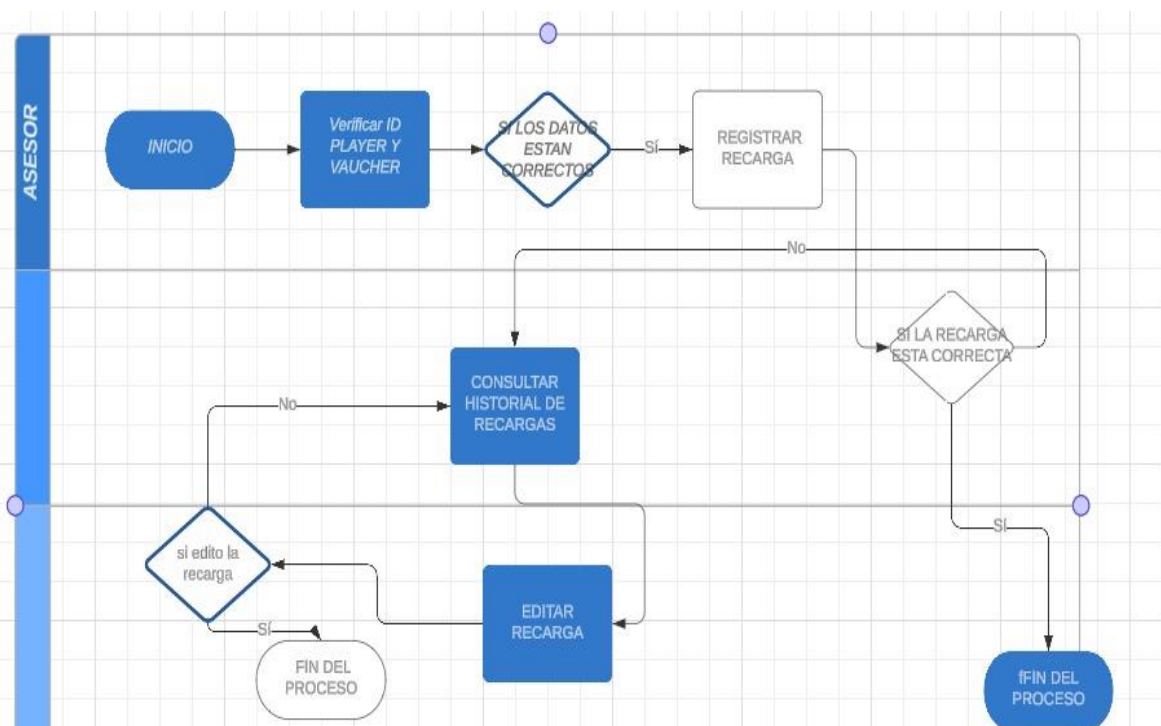 ASESOR
INICIO
Verificar ID
PLAYER Y
VAUCHER
SI LOS DATOS
ESTAN
CORRECTOS
Sí
REGISTRAR
RECARGA
No
SI LA RECARGA
ESTA CORRECTA
CONSULTAR
HISTORIAL DE
RECARGAS
No
Sí
si edito la
recarga
EDITAR
RECARGA
Sí
FIN DEL
PROCESO
fFIN DEL
PROCESO